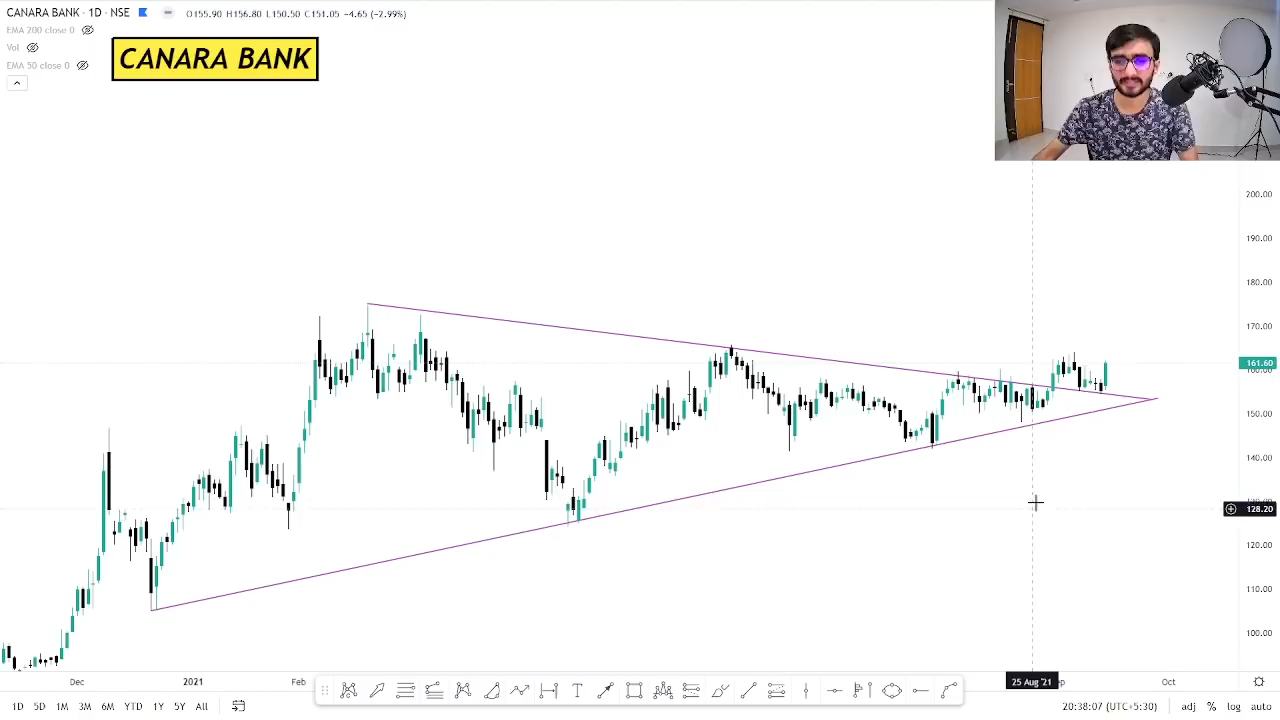 CANARA BANK · 1D · NSE O155.90 H156.80 L150.50 C151.05 -4.65 (-2.99%)
EMA 200 close 0
Vol
EMA 50 close 0
CANARA BANK
200.00
190.00
180.00
170.00
161.60
160.00
150.00
140.00
128.20
120.00
110.00
100.00
Dec 2021 Feb 25 Aug '21 Oct
1D 5D 1M 3M 6M YTD 1Y 5Y All 20:38:07 (UTC+5:30) adj % log auto